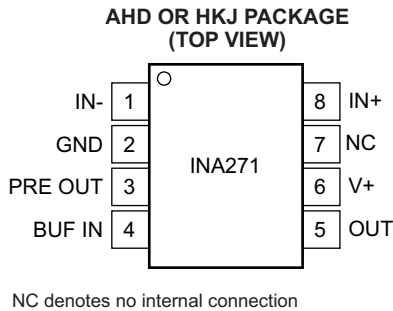 AHD OR HKJ PACKAGE
(TOP VIEW)
IN- 1 8 IN+
GND 2 7 NC
INA271
PRE OUT 3 6 V+
BUF IN 4 5 OUT
NC denotes no internal connection